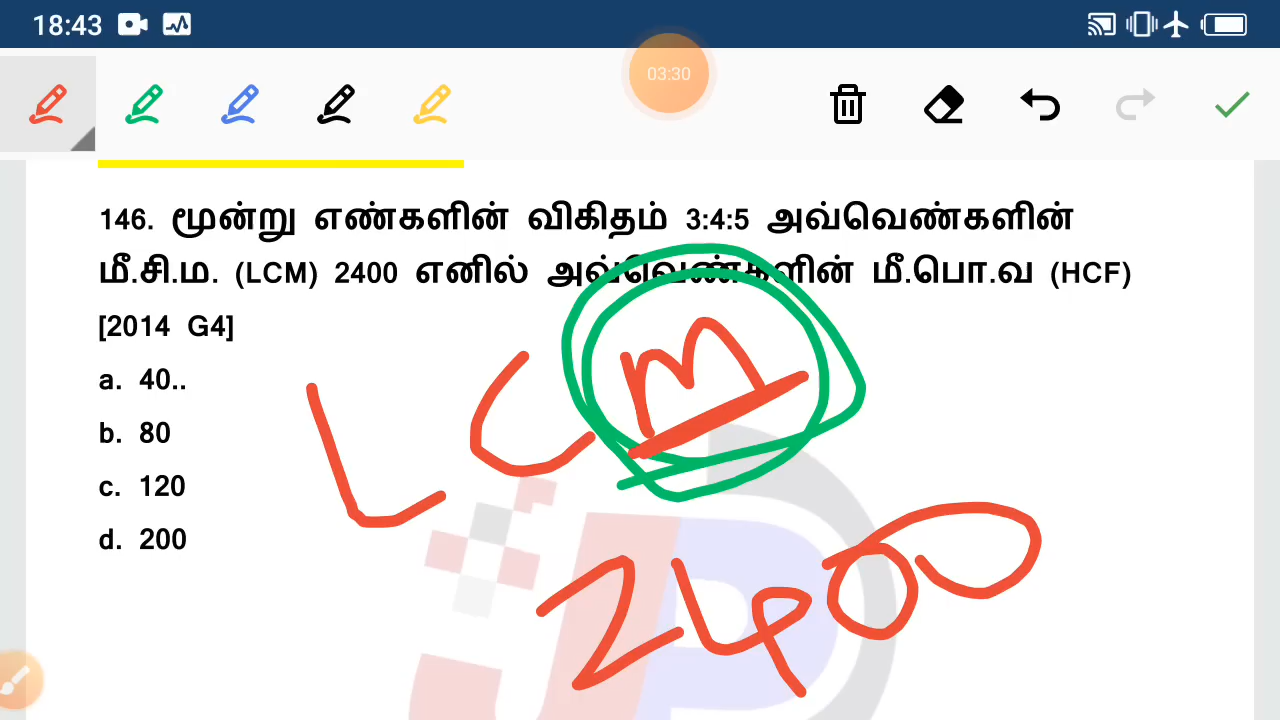 18:43
03:30
146. மூன்று எண்களின் விகிதம் 3:4:5 அவ்வெண்களின்
மீ.சி.ம. (LCM) 2400 எனில் அவ்வெண்களின் மீ.பொ.வ (HCF)
[2014 G4]
a. 40..
b. 80
c. 120
d. 200
LCM
2400